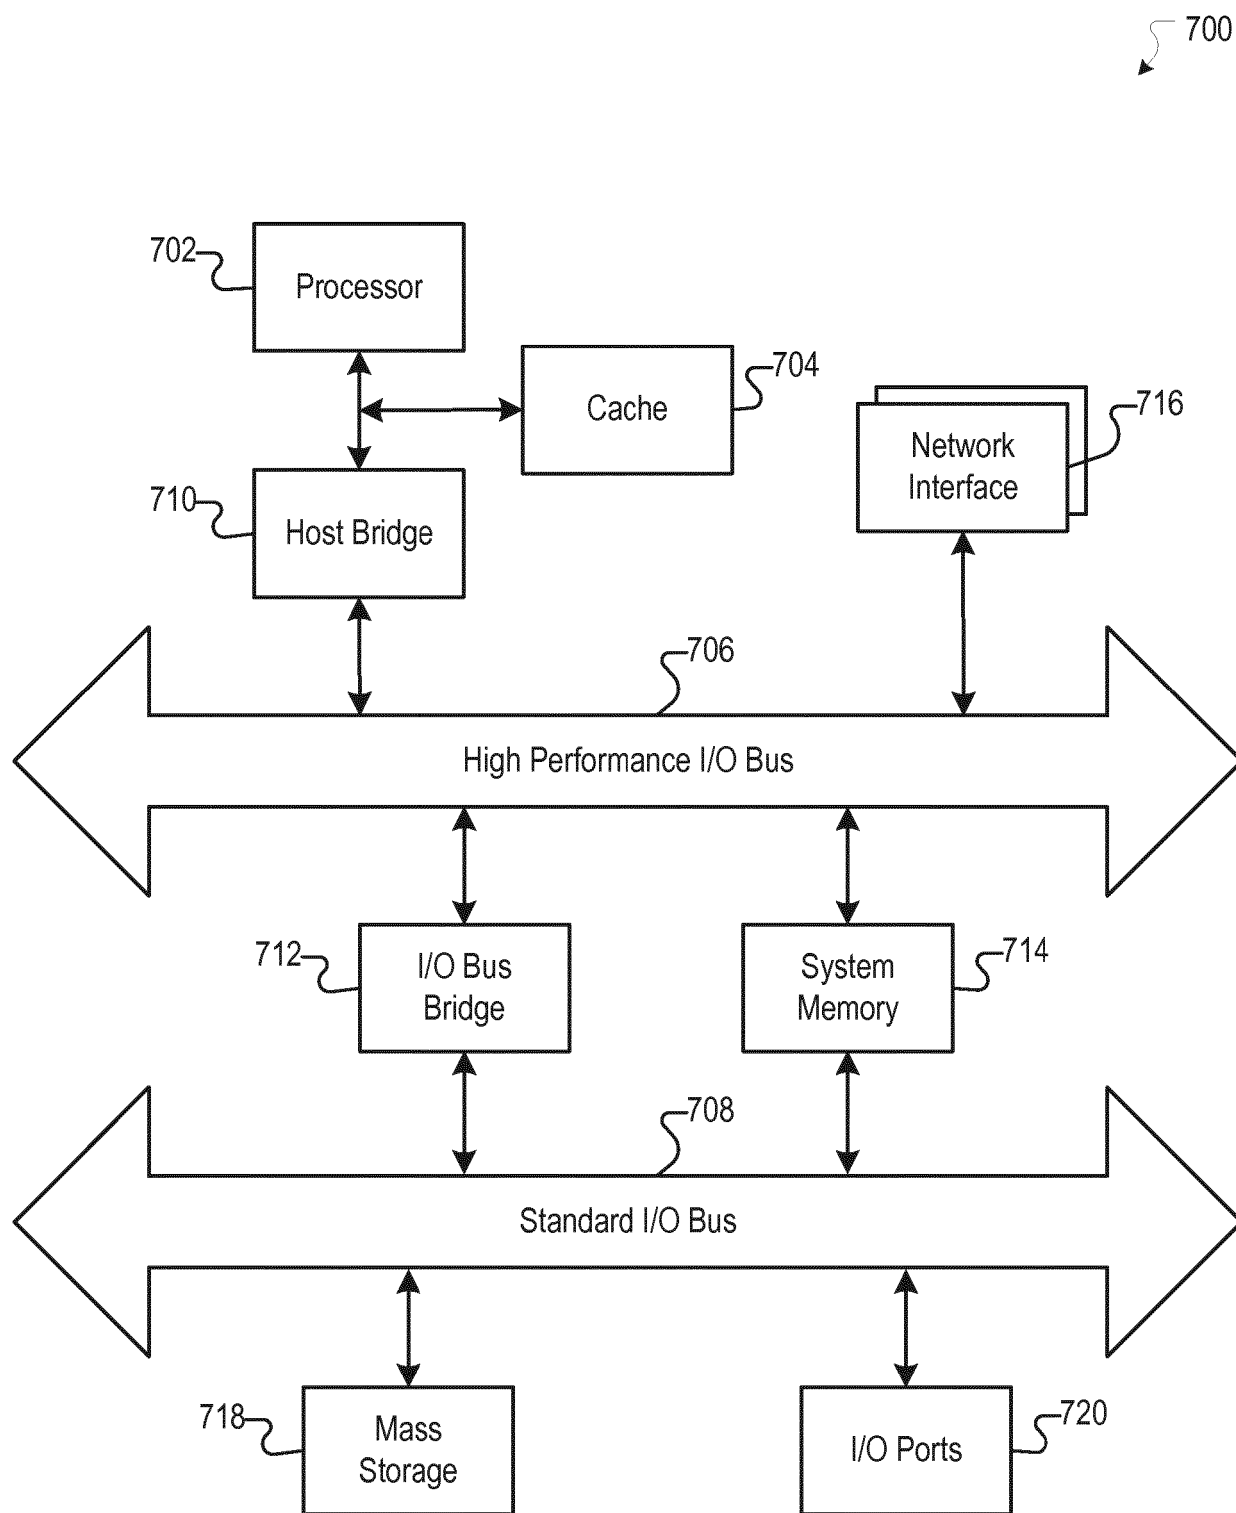 700
702
Processor
704
Cache
716
Network
Interface
710
Host Bridge
706
High Performance I/O Bus
712
I/O Bus
Bridge
714
System
Memory
708
Standard I/O Bus
718
Mass
Storage
720
I/O Ports